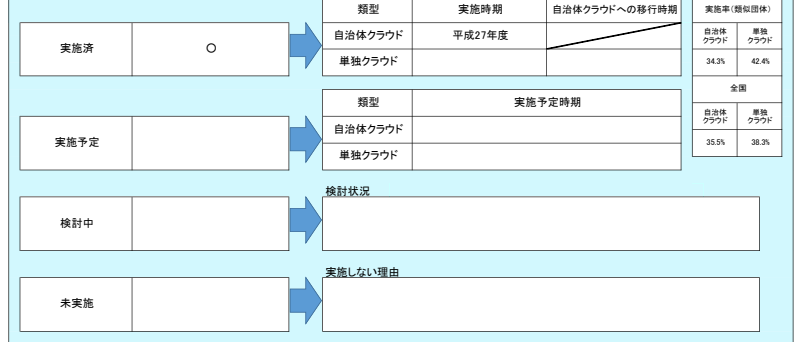 類型 実施時期 自治体クラウドへの移行時期
実施済 ○ 自治体クラウド 平成27年度
単独クラウド
類型 実施予定時期
実施予定 自治体クラウド
単独クラウド
検討状況
検討中
実施しない理由
未実施
実施率(類似団体)
自治体クラウド 単独クラウド
34.3% 42.4%
全国
自治体クラウド 単独クラウド
35.5% 38.3%